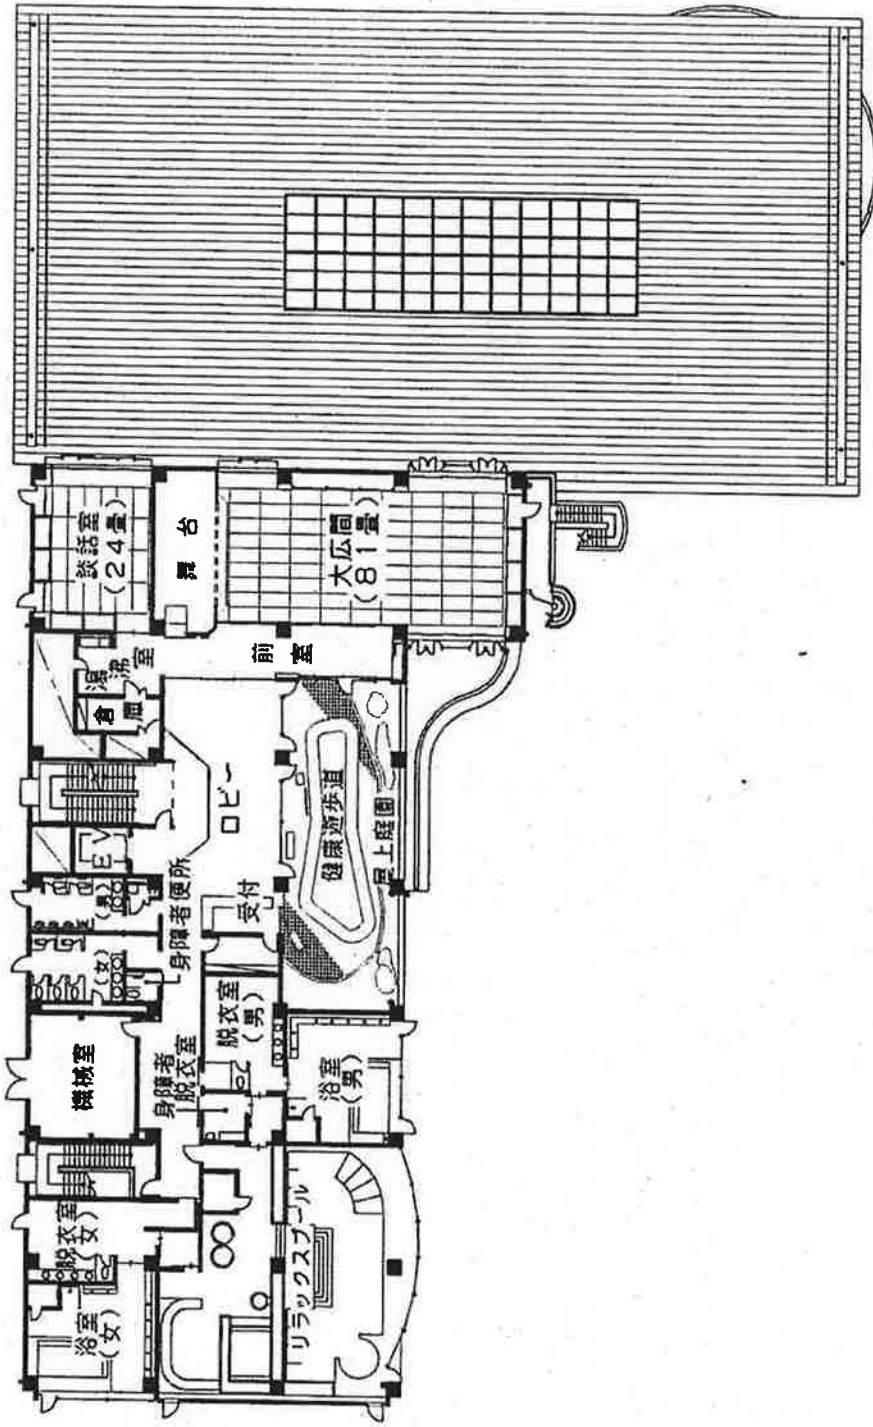 浴室
(女)
脱衣室
(女)
機械室
(女)
(男)
EV
倉庫
湯沸室
談話室
(24畳)
身障者
脱衣室
身障者便所
ロビー
舞台
脱衣室
(男)
受付
前室
リラックスプール
浴室
(男)
健康遊歩道
屋上庭園
大広間
(81畳)